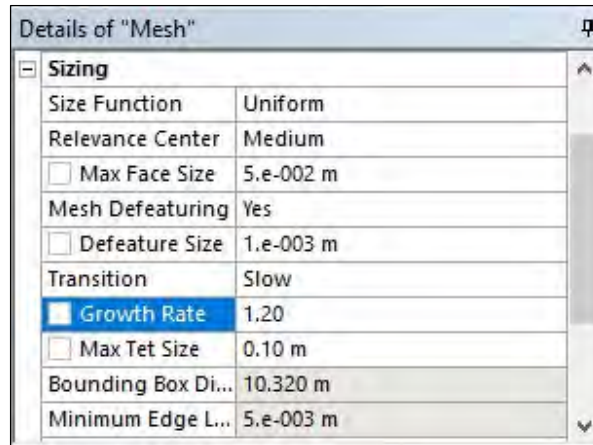 Details of "Mesh"
Sizing
Size Function Uniform
Relevance Center Medium
Max Face Size 5.e-002 m
Mesh Defeaturing Yes
Defeature Size 1.e-003 m
Transition Slow
Growth Rate 1.20
Max Tet Size 0.10 m
Bounding Box Di... 10.320 m
Minimum Edge L... 5.e-003 m